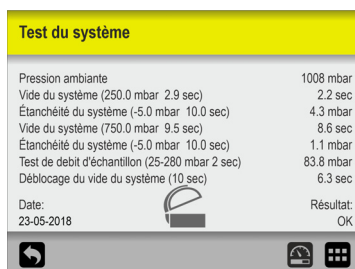 Test du système
Pression ambiante 1008 mbar
Vide du système (250.0 mbar 2.9 sec) 2.2 sec
Étanchéité du système (-5.0 mbar 10.0 sec) 4.3 mbar
Vide du système (750.0 mbar 9.5 sec) 8.6 sec
Étanchéité du système (-5.0 mbar 10.0 sec) 1.1 mbar
Test de debit d'échantillon (25-280 mbar 2 sec) 83.8 mbar
Déblocage du vide du système (10 sec) 6.3 sec
Date: Résultat:
23-05-2018 OK